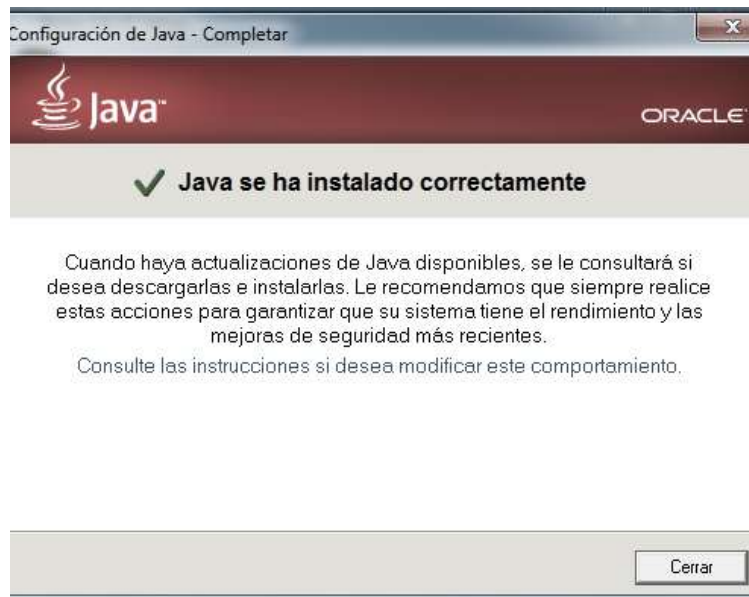 Configuración de Java - Completar
Java™
ORACLE
Java se ha instalado correctamente
Cuando haya actualizaciones de Java disponibles, se le consultará si
desea descargarlas e instalarlas. Le recomendamos que siempre realice
estas acciones para garantizar que su sistema tiene el rendimiento y las
mejoras de seguridad más recientes.
Consulte las instrucciones si desea modificar este comportamiento.
Cerrar